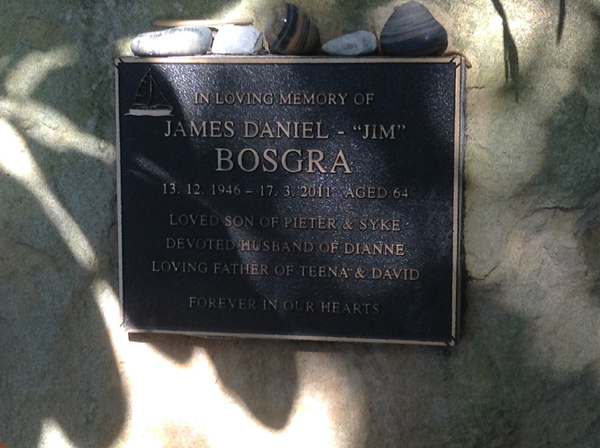 IN LOVING MEMORY OF
JAMES DANIEL - "JIM"
BOSGRA
13. 12. 1946 - 17. 3. 2011 AGED 64
LOVED SON OF PIETER & SYKE
DEVOTED HUSBAND OF DIANNE
LOVING FATHER OF TEENA & DAVID
FOREVER IN OUR HEARTS